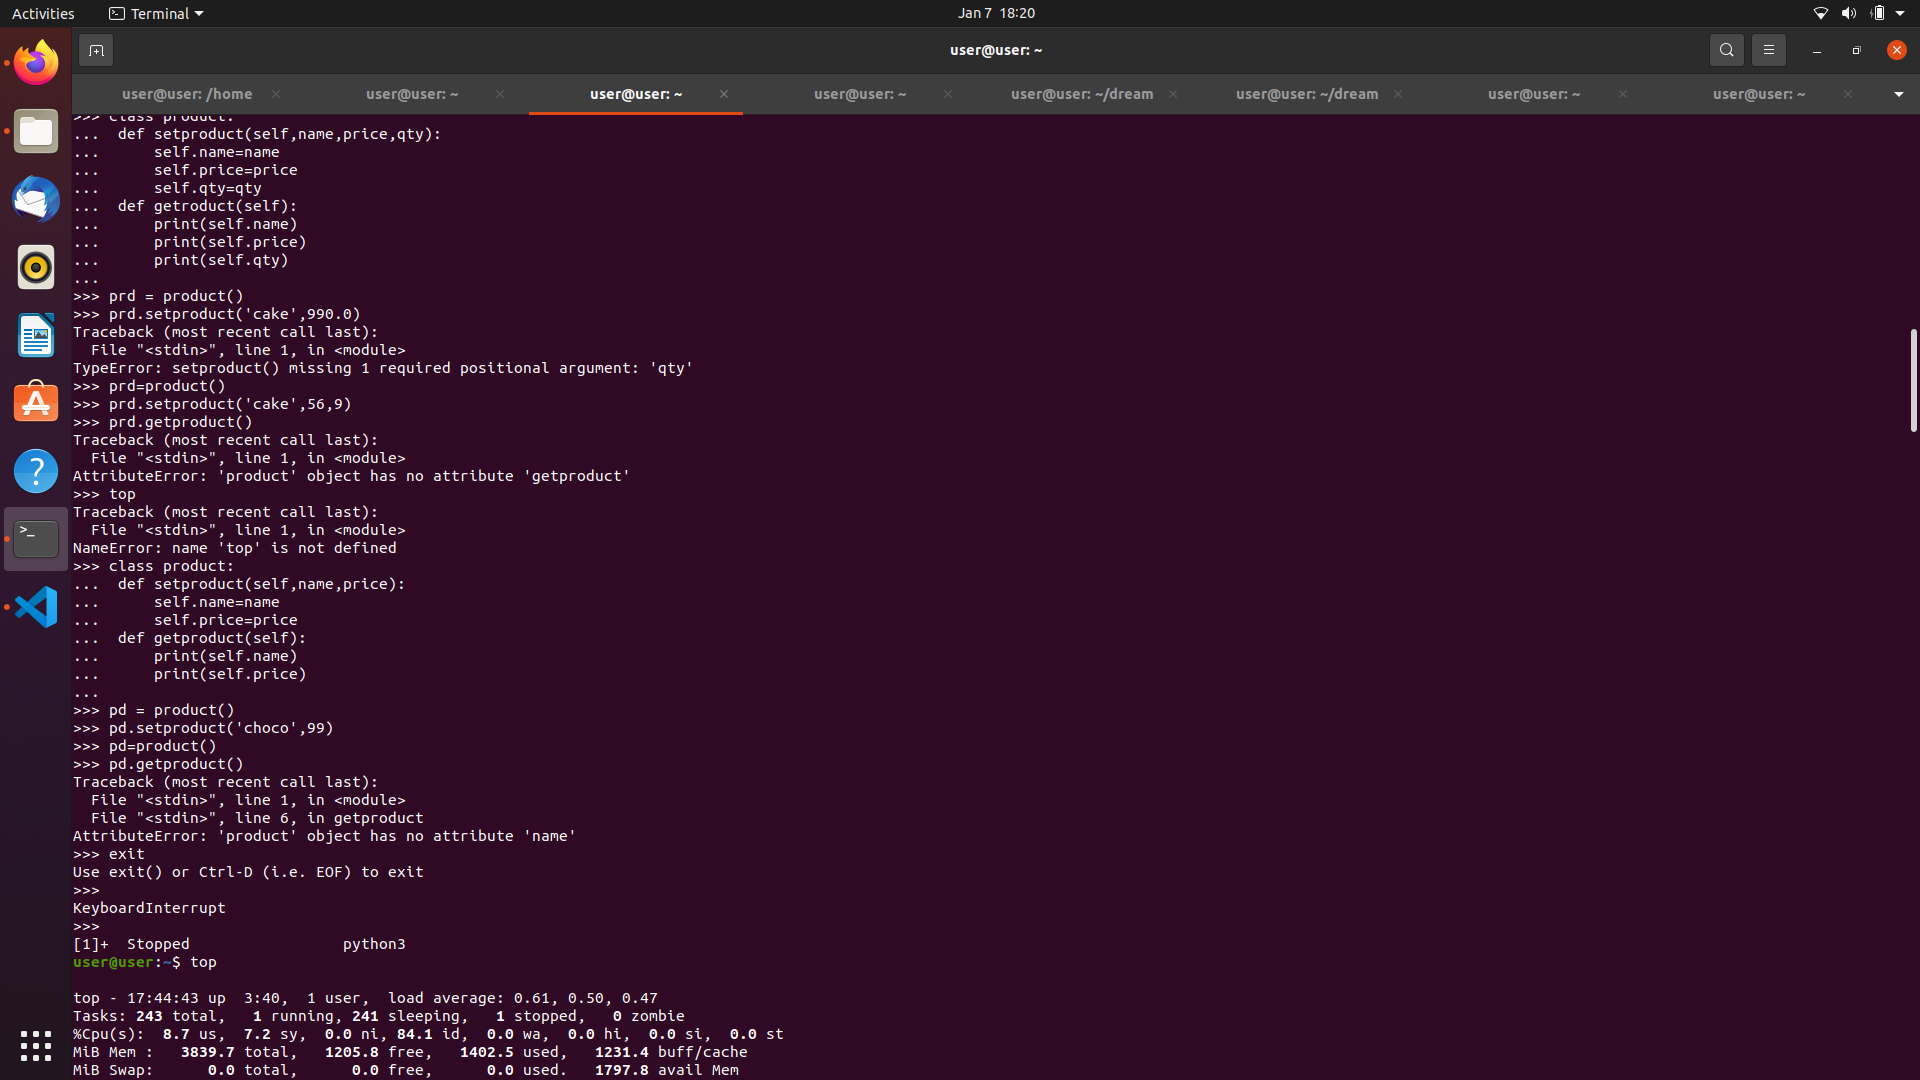 Activities
Terminal
Jan 7 18:20
user@user: ~
user@user: /home
user@user: ~
user@user: ~
user@user: ~
user@user: ~/dream
user@user: ~/dream
user@user: ~
user@user: ~
>>> class product:
...  def setproduct(self,name,price,qty):
...      self.name=name
...      self.price=price
...      self.qty=qty
...  def getroduct(self):
...      print(self.name)
...      print(self.price)
...      print(self.qty)
...
>>> prd = product()
>>> prd.setproduct('cake',990.0)
Traceback (most recent call last):
  File "<stdin>", line 1, in <module>
TypeError: setproduct() missing 1 required positional argument: 'qty'
>>> prd=product()
>>> prd.setproduct('cake',56,9)
>>> prd.getproduct()
Traceback (most recent call last):
  File "<stdin>", line 1, in <module>
AttributeError: 'product' object has no attribute 'getproduct'
>>> top
Traceback (most recent call last):
  File "<stdin>", line 1, in <module>
NameError: name 'top' is not defined
>>> class product:
...  def setproduct(self,name,price):
...      self.name=name
...      self.price=price
...  def getproduct(self):
...      print(self.name)
...      print(self.price)
...
>>> pd = product()
>>> pd.setproduct('choco',99)
>>> pd=product()
>>> pd.getproduct()
Traceback (most recent call last):
  File "<stdin>", line 1, in <module>
  File "<stdin>", line 6, in getproduct
AttributeError: 'product' object has no attribute 'name'
>>> exit
Use exit() or Ctrl-D (i.e. EOF) to exit
>>>
KeyboardInterrupt
>>>
[1]+  Stopped                 python3
user@user:~$ top
top - 17:44:43 up  3:40,  1 user,  load average: 0.61, 0.50, 0.47
Tasks: 243 total,   1 running, 241 sleeping,   1 stopped,   0 zombie
%Cpu(s):  8.7 us,  7.2 sy,  0.0 ni, 84.1 id,  0.0 wa,  0.0 hi,  0.0 si,  0.0 st
MiB Mem :   3839.7 total,   1205.8 free,   1402.5 used,   1231.4 buff/cache
MiB Swap:      0.0 total,      0.0 free,      0.0 used.   1797.8 avail Mem